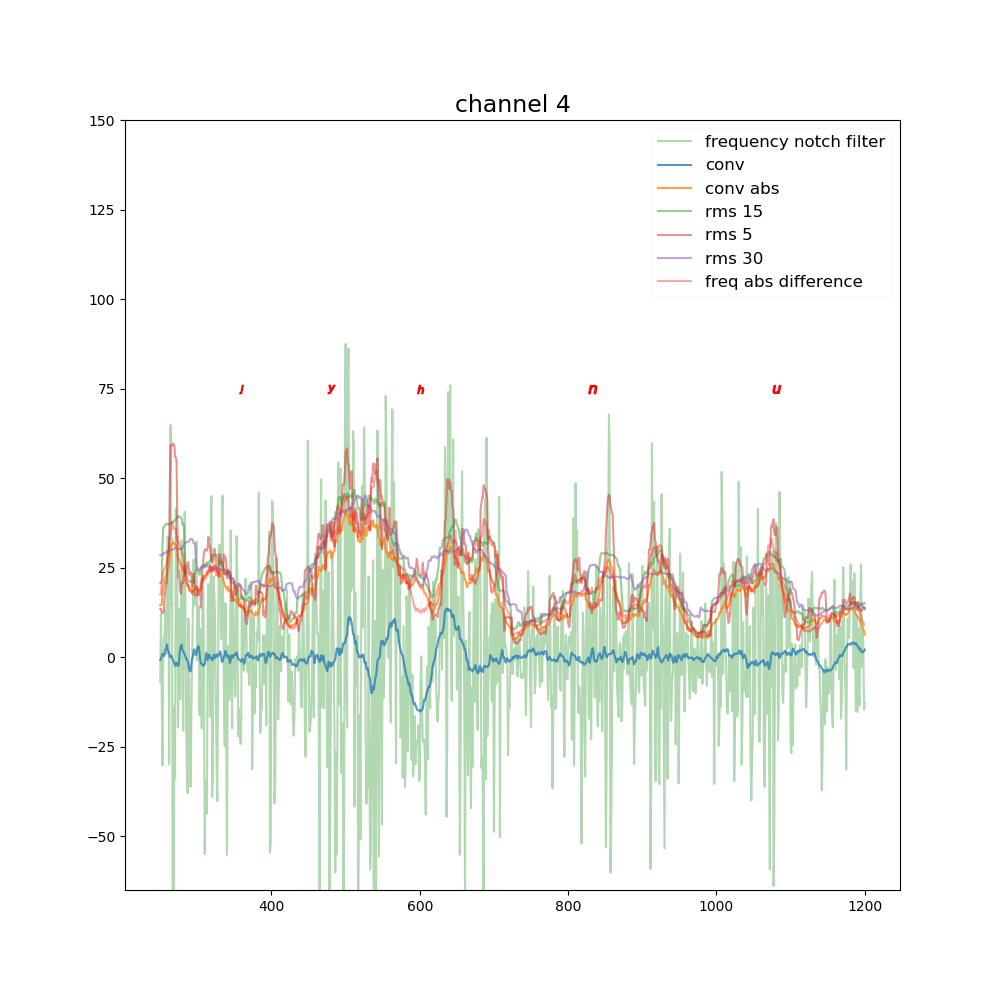 channel 4
150
125
100
75
50
25
0
−25
−50
400 600 800 1000 1200
frequency notch filter
conv
conv abs
rms 15
rms 5
rms 30
freq abs difference
J y h n u